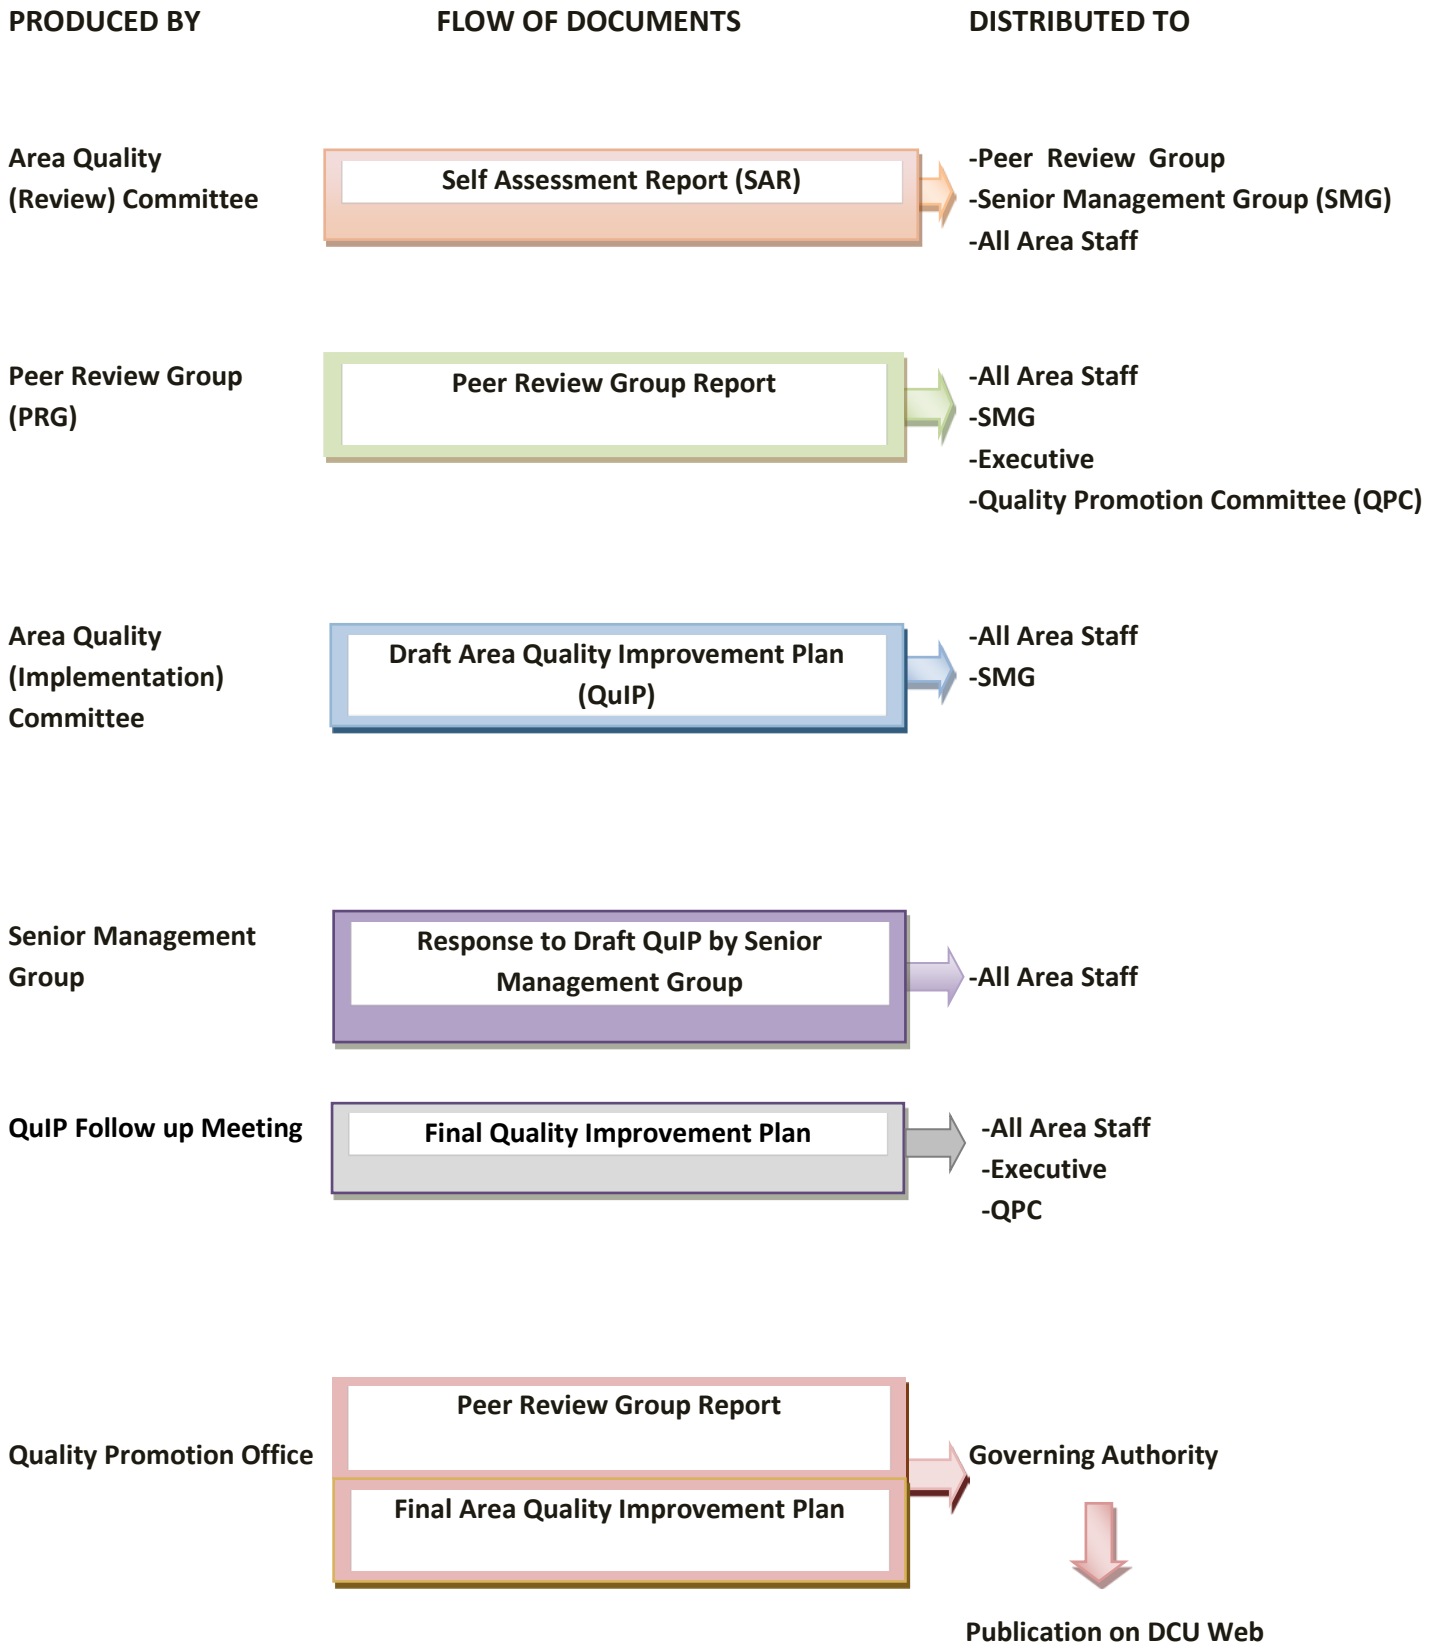 PRODUCED BY
FLOW OF DOCUMENTS
DISTRIBUTED TO
Area Quality
(Review) Committee
Self Assessment Report (SAR)
-Peer Review Group
-Senior Management Group (SMG)
-All Area Staff
Peer Review Group
(PRG)
Peer Review Group Report
-All Area Staff
-SMG
-Executive
-Quality Promotion Committee (QPC)
Area Quality
(Implementation)
Committee
Draft Area Quality Improvement Plan
(QuIP)
-All Area Staff
-SMG
Senior Management
Group
Response to Draft QuIP by Senior
Management Group
-All Area Staff
QuIP Follow up Meeting
Final Quality Improvement Plan
-All Area Staff
-Executive
-QPC
Quality Promotion Office
Peer Review Group Report
Final Area Quality Improvement Plan
Governing Authority
Publication on DCU Web